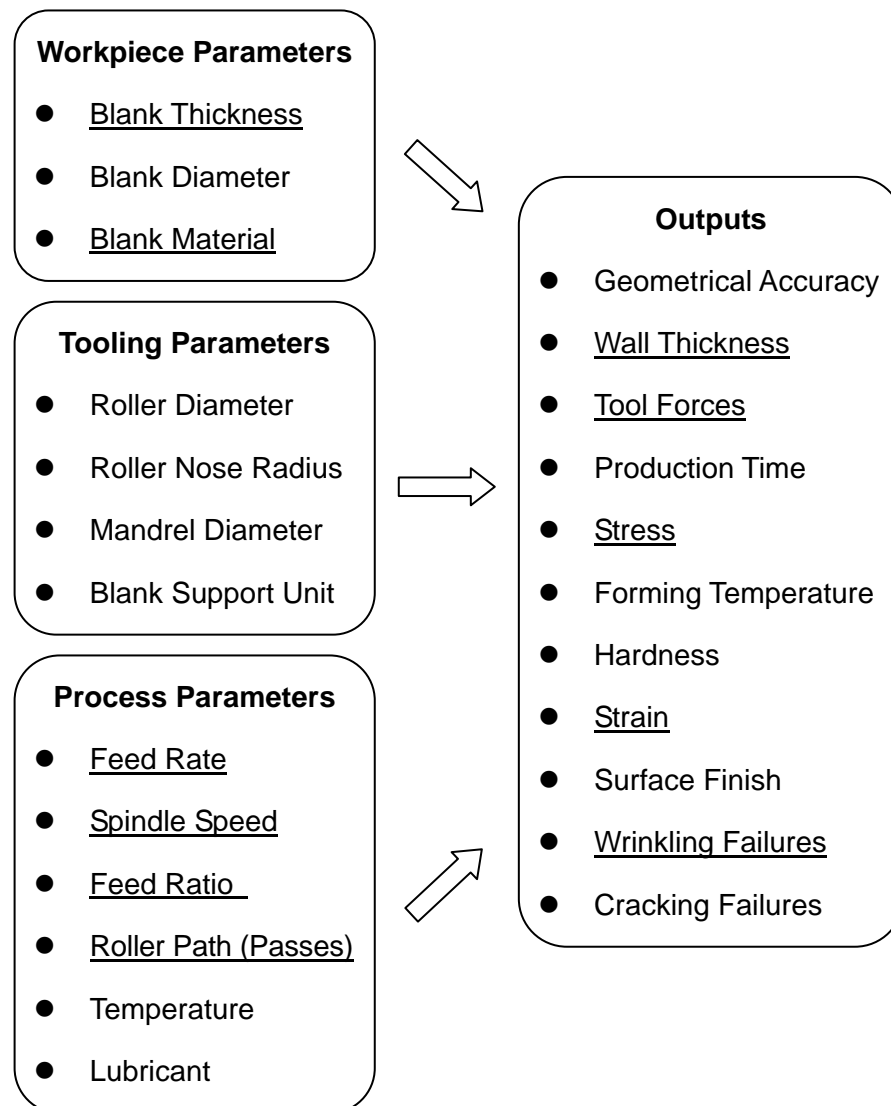 Workpiece Parameters
● Blank Thickness
● Blank Diameter
● Blank Material
Tooling Parameters
● Roller Diameter
● Roller Nose Radius
● Mandrel Diameter
● Blank Support Unit
Process Parameters
● Feed Rate
● Spindle Speed
● Feed Ratio
● Roller Path (Passes)
● Temperature
● Lubricant
Outputs
● Geometrical Accuracy
● Wall Thickness
● Tool Forces
● Production Time
● Stress
● Forming Temperature
● Hardness
● Strain
● Surface Finish
● Wrinkling Failures
● Cracking Failures